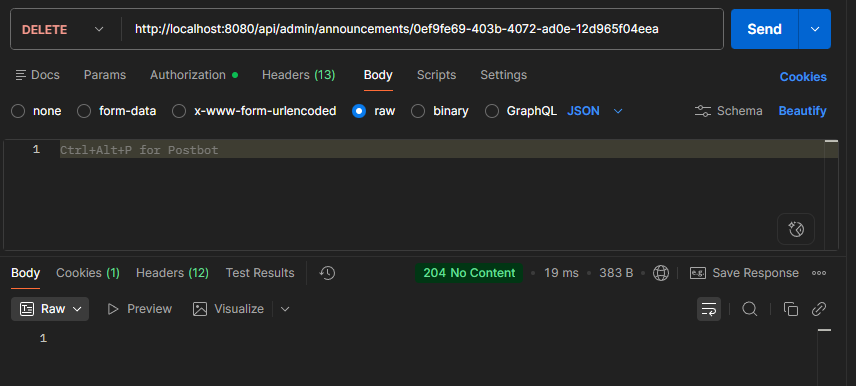 DELETE http://localhost:8080/api/admin/announcements/0ef9fe69-403b-4072-ad0e-12d965f04eea Send
Docs Params Authorization Headers (13) Body Scripts Settings Cookies
none form-data x-www-form-urlencoded raw binary GraphQL JSON Schema Beautify
1 Ctrl+Alt+P for Postbot
Body Cookies (1) Headers (12) Test Results 204 No Content • 19 ms • 383 B e.g. Save Response
Raw Preview Visualize
1